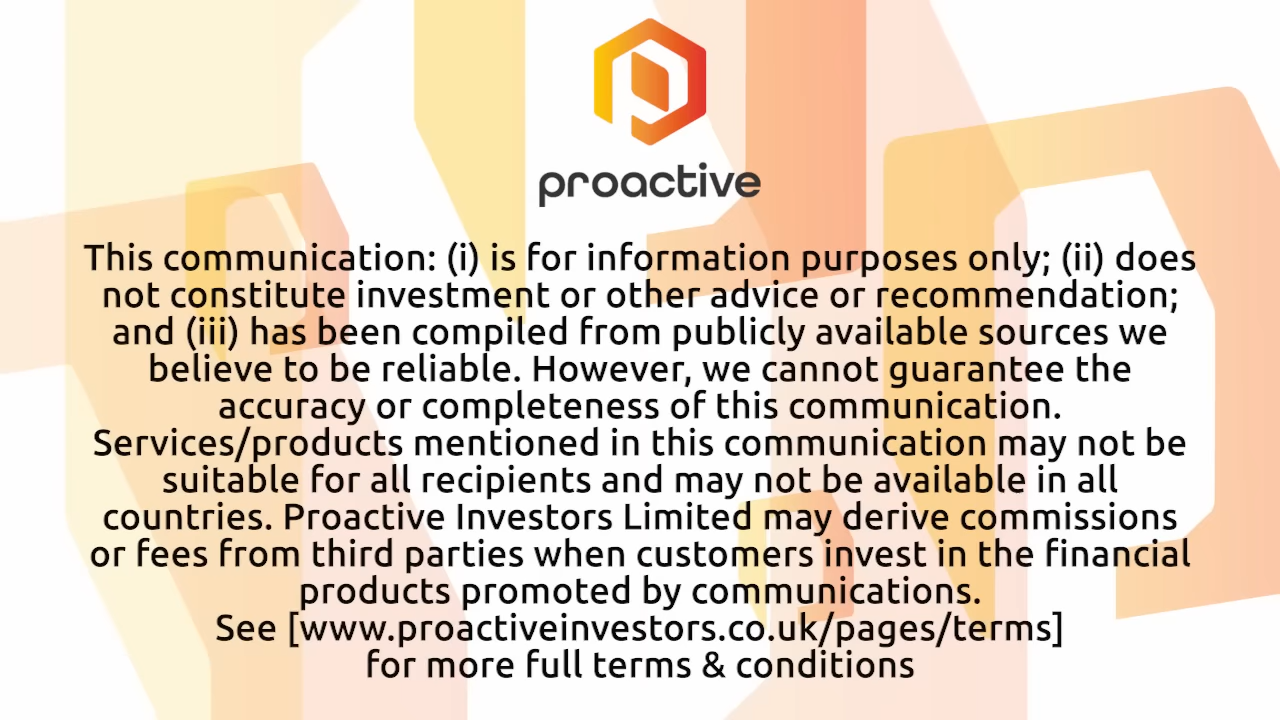 proactive
This communication: (i) is for information purposes only; (ii) does
not constitute investment or other advice or recommendation;
and (iii) has been compiled from publicly available sources we
believe to be reliable. However, we cannot guarantee the
accuracy or completeness of this communication.
Services/products mentioned in this communication may not be
suitable for all recipients and may not be available in all
countries. Proactive Investors Limited may derive commissions
or fees from third parties when customers invest in the financial
products promoted by communications.
See [www.proactiveinvestors.co.uk/pages/terms]
for more full terms & conditions